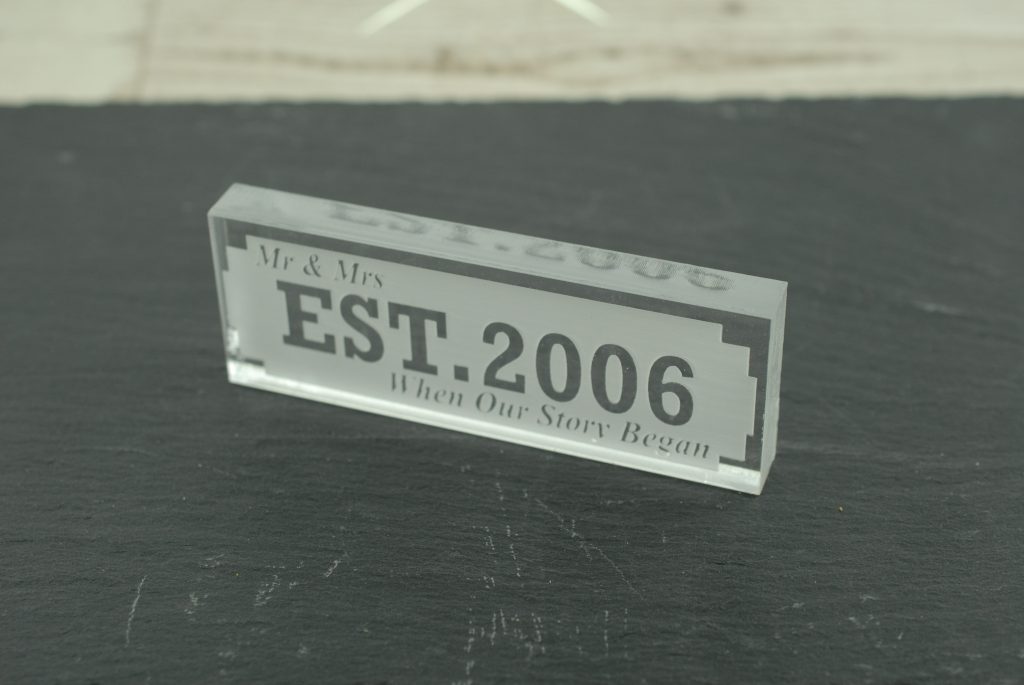 Mr & Mrs
EST.2006
When Our Story Began